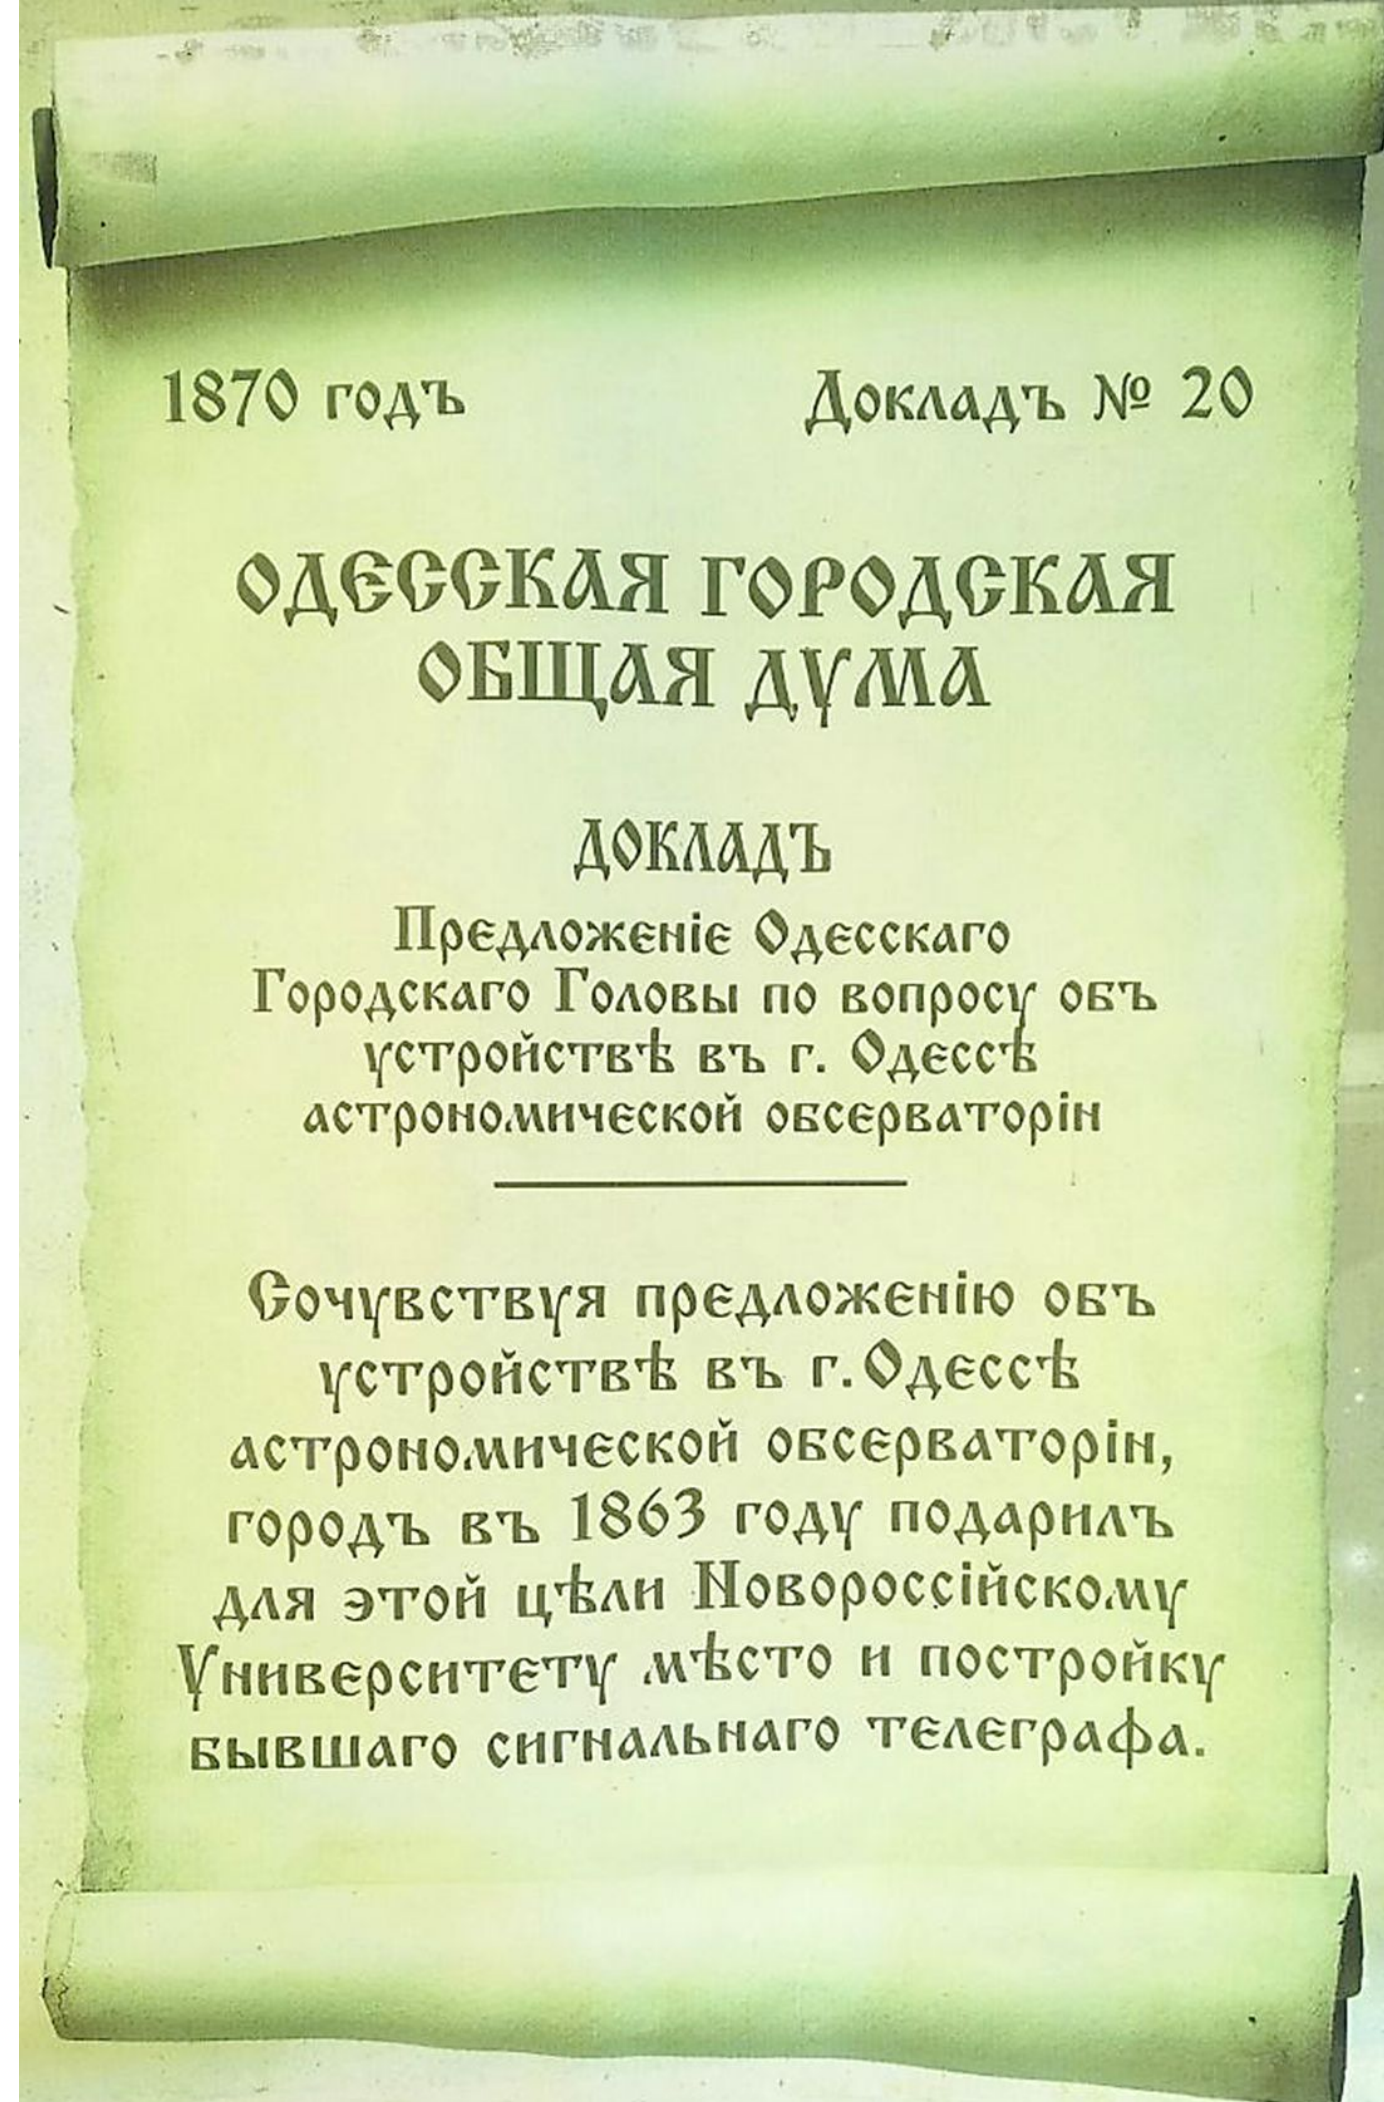 1870 годъ Докладъ № 20
ОДЕССКАЯ ГОРОДСКАЯ
ОБЩАЯ ДУМА
ДОКЛАДЪ
Предложеніе Одесскаго
Городскаго Головы по вопросу объ
устройствѣ въ г. Одессѣ
астрономической обсерваторіи
Сочувствуя предложенію объ
устройствѣ въ г. Одессѣ
астрономической обсерваторіи,
городъ въ 1863 году подарилъ
для этой цѣли Новороссійскому
Университету мѣсто и постройку
бывшаго сигнальнаго телеграфа.